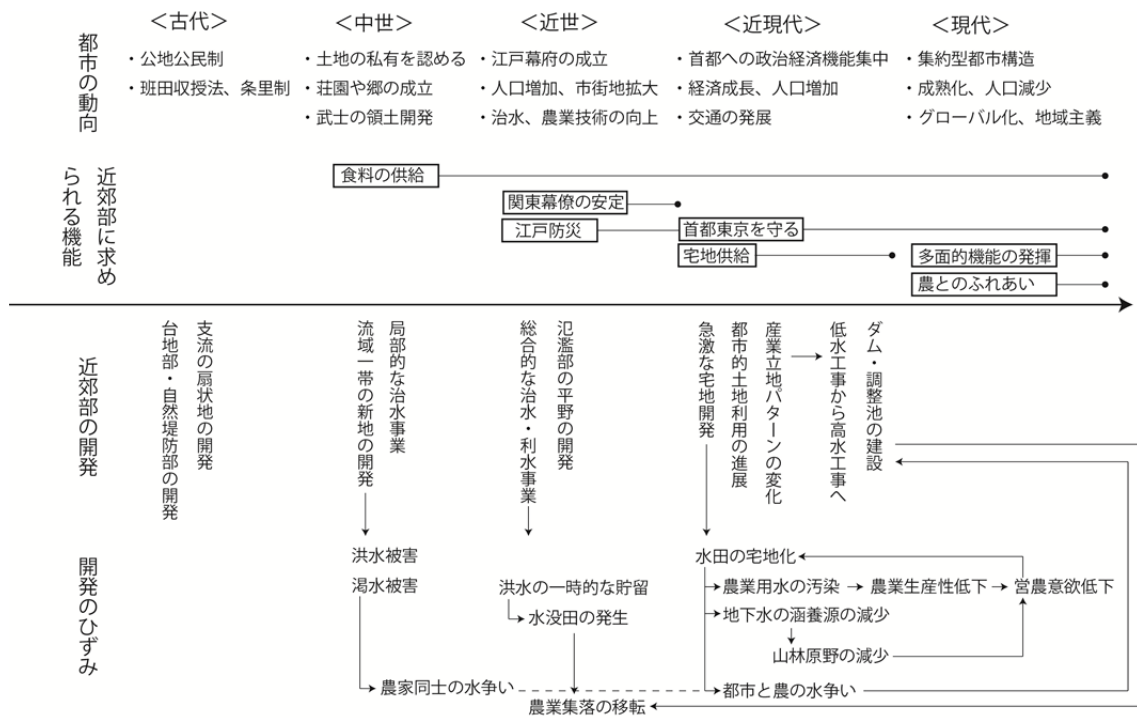 都市の動向
＜古代＞
・公地公民制
・班田収授法、条里制
＜中世＞
・土地の私有を認める
・荘園や郷の成立
・武士の領土開発
＜近世＞
・江戸幕府の成立
・人口増加、市街地拡大
・治水、農業技術の向上
＜近現代＞
・首都への政治経済機能集中
・経済成長、人口増加
・交通の発展
＜現代＞
・集約型都市構造
・成熟化、人口減少
・グローバル化、地域主義
近郊部に求め
られる機能
食料の供給
関東幕僚の安定
江戸防災
首都東京を守る
宅地供給
多面的機能の発揮
農とのふれあい
近郊部の開発
支流の扇状地の開発
台地部・自然堤防部の開発
局部的な治水事業
流域一帯の新地の開発
氾濫部の平野の開発
総合的な治水・利水事業
産業立地パターンの変化
都市的土地利用の進展
急激な宅地開発
ダム・調整池の建設
低水工事から高水工事へ
開発のひずみ
洪水被害
渇水被害
農家同士の水争い
洪水の一時的な貯留
水没田の発生
農業集落の移転
水田の宅地化
農業用水の汚染
農業生産性低下
営農意欲低下
地下水の涵養源の減少
山林原野の減少
都市と農の水争い